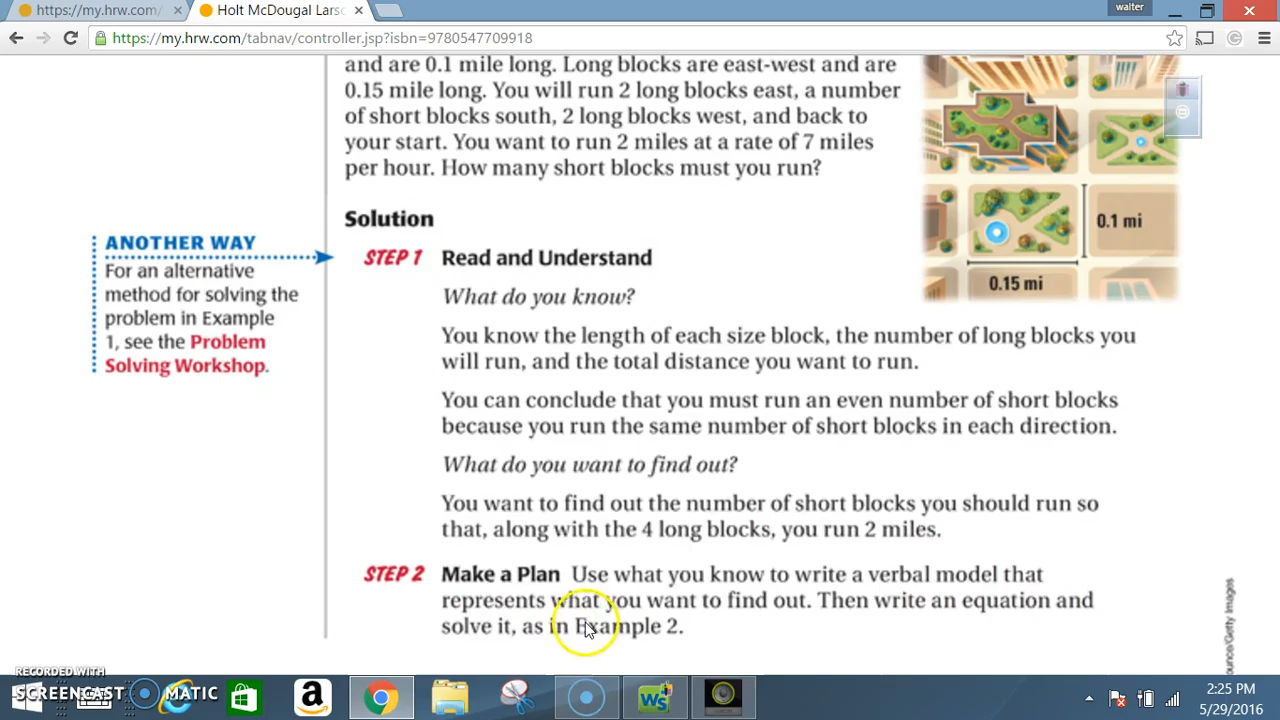 https://my.hrw.com/tabnav/
Holt McDougal Lars
walter
https://my.hrw.com/tabnav/controller.jsp?isbn=9780547709918
and are 0.1 mile long. Long blocks are east-west and are
0.15 mile long. You will run 2 long blocks east, a number
of short blocks south, 2 long blocks west, and back to
your start. You want to run 2 miles at a rate of 7 miles
per hour. How many short blocks must you run?
0.1 mi
0.15 mi
Solution
ANOTHER WAY
For an alternative
method for solving the
problem in Example
1, see the Problem
Solving Workshop.
STEP 1 Read and Understand
What do you know?
You know the length of each size block, the number of long blocks you
will run, and the total distance you want to run.
You can conclude that you must run an even number of short blocks
because you run the same number of short blocks in each direction.
What do you want to find out?
You want to find out the number of short blocks you should run so
that, along with the 4 long blocks, you run 2 miles.
STEP 2 Make a Plan Use what you know to write a verbal model that
represents what you want to find out. Then write an equation and
solve it, as in Example 2.
ource/Getty Images
RECORDED WITH
SCREENCAST MATIC
a
WS
2:25 PM
5/29/2016